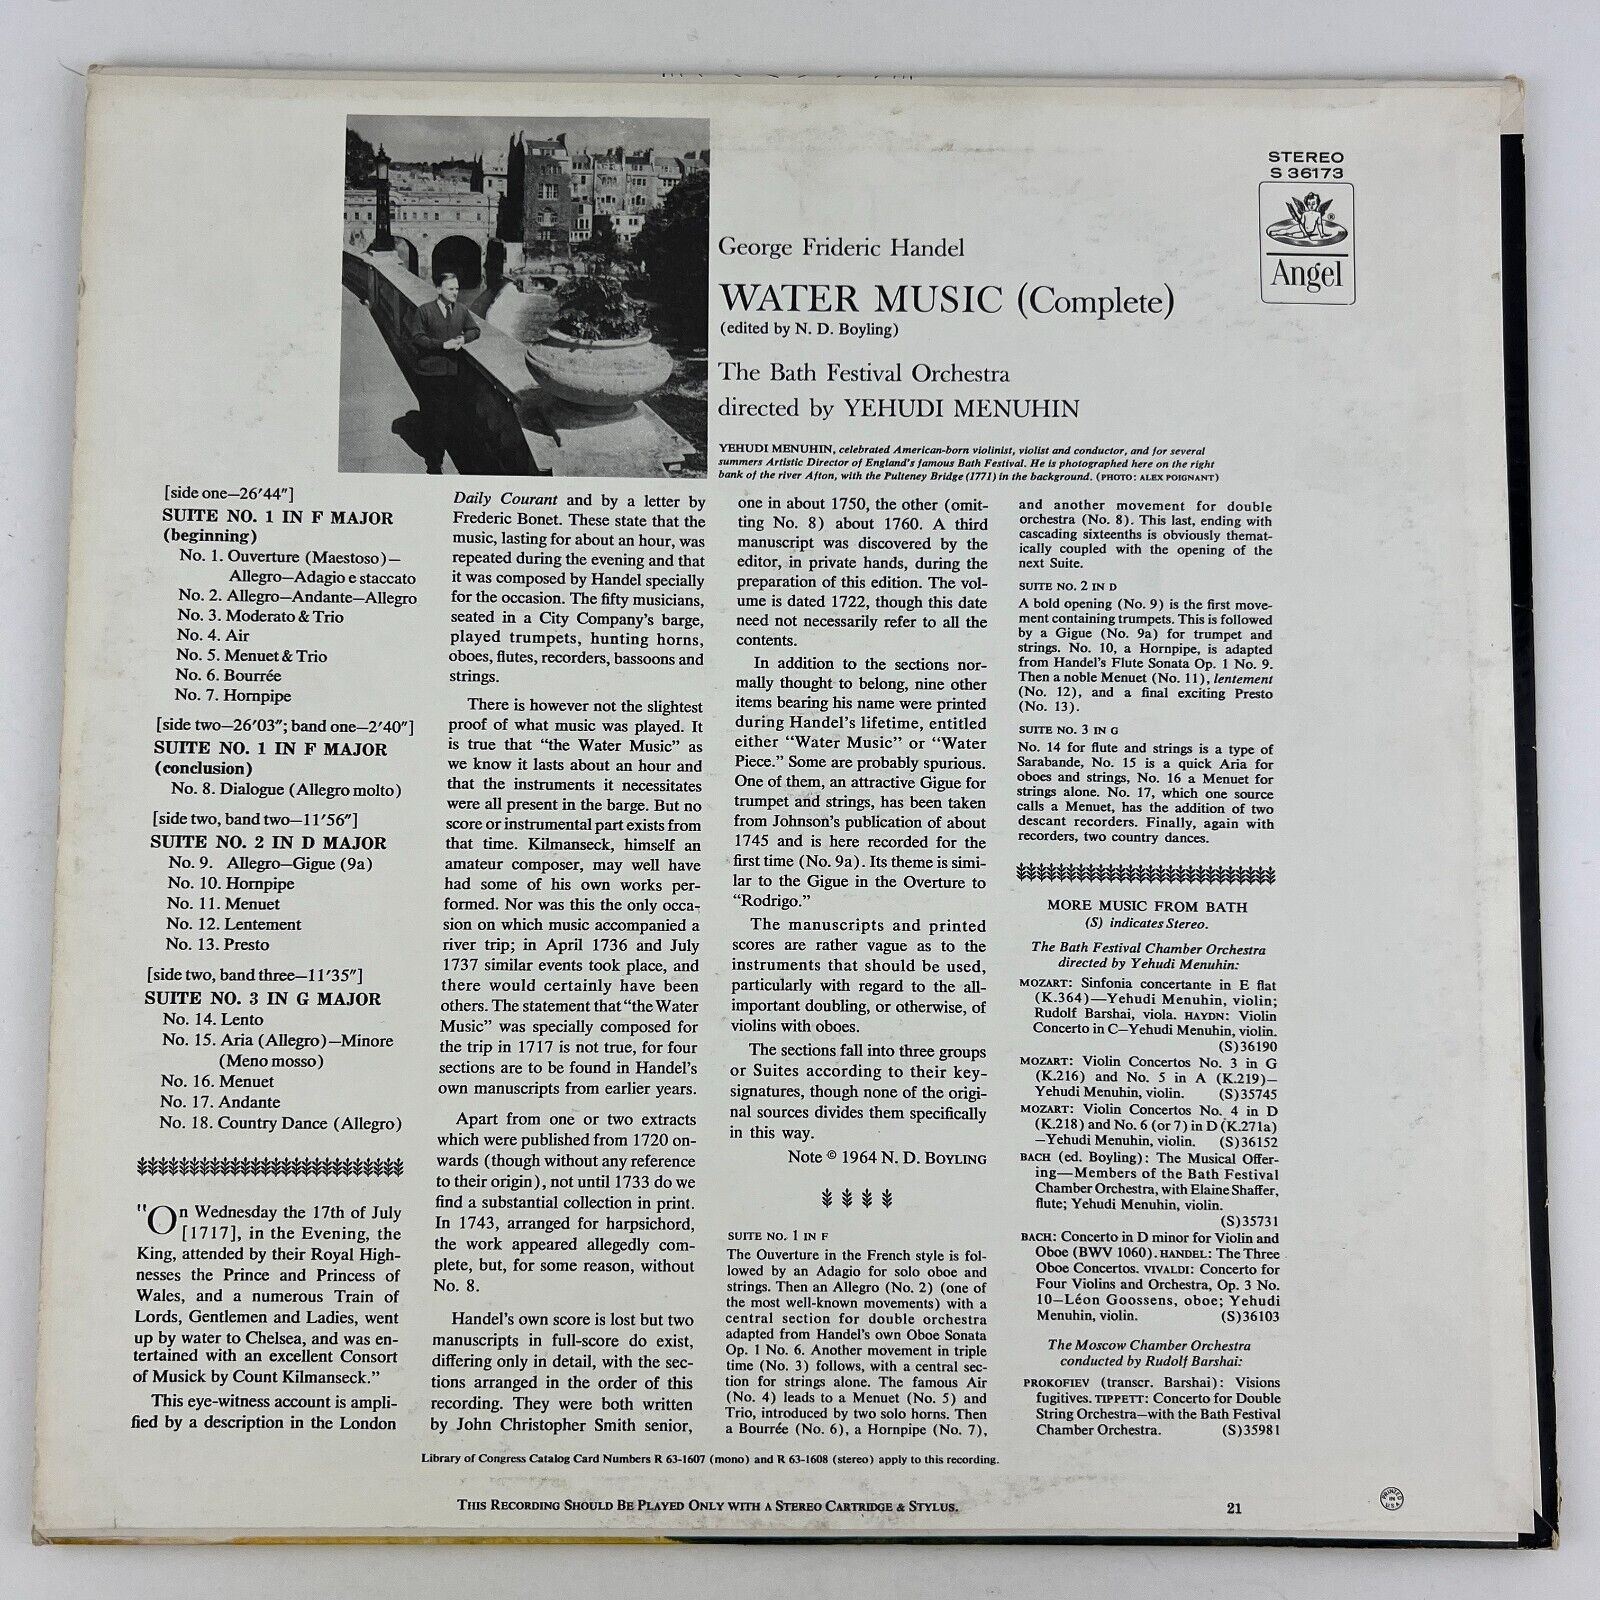 STEREO
S 36173
Angel
George Frideric Handel
WATER MUSIC (Complete)
(edited by N. D. Boyling)
The Bath Festival Orchestra
directed by YEHUDI MENUHIN
YEHUDI MENUHIN, celebrated American-born violinist, violist and conductor, and for several
summers Artistic Director of England's famous Bath Festival. He is photographed here on the right
bank of the river Afton, with the Pulteney Bridge (1771) in the background. (PHOTO: ALEX POIGNANT)
[side one—26′44″]
SUITE NO. 1 IN F MAJOR
(beginning)
No. 1. Ouverture (Maestoso)—
Allegro—Adagio e staccato
No. 2. Allegro—Andante—Allegro
No. 3. Moderato & Trio
No. 4. Air
No. 5. Menuet & Trio
No. 6. Bourrée
No. 7. Hornpipe
[side two—26′03″; band one—2′40″]
SUITE NO. 1 IN F MAJOR
(conclusion)
No. 8. Dialogue (Allegro molto)
[side two, band two—11′56″]
SUITE NO. 2 IN D MAJOR
No. 9. Allegro—Gigue (9a)
No. 10. Hornpipe
No. 11. Menuet
No. 12. Lentement
No. 13. Presto
[side two, band three—11′35″]
SUITE NO. 3 IN G MAJOR
No. 14. Lento
No. 15. Aria (Allegro)—Minore
(Meno mosso)
No. 16. Menuet
No. 17. Andante
No. 18. Country Dance (Allegro)
"On Wednesday the 17th of July
[1717], in the Evening, the
King, attended by their Royal High-
nesses the Prince and Princess of
Wales, and a numerous Train of
Lords, Gentlemen and Ladies, went
up by water to Chelsea, and was en-
tertained with an excellent Consort
of Musick by Count Kilmanseck."
This eye-witness account is ampli-
fied by a description in the London
Daily Courant and by a letter by
Frederic Bonet. These state that the
music, lasting for about an hour, was
repeated during the evening and that
it was composed by Handel specially
for the occasion. The fifty musicians,
seated in a City Company's barge,
played trumpets, hunting horns,
oboes, flutes, recorders, bassoons and
strings.
There is however not the slightest
proof of what music was played. It
is true that "the Water Music" as
we know it lasts about an hour and
that the instruments it necessitates
were all present in the barge. But no
score or instrumental part exists from
that time. Kilmanseck, himself an
amateur composer, may well have
had some of his own works per-
formed. Nor was this the only occa-
sion on which music accompanied a
river trip; in April 1736 and July
1737 similar events took place, and
there would certainly have been
others. The statement that "the Water
Music" was specially composed for
the trip in 1717 is not true, for four
sections are to be found in Handel's
own manuscripts from earlier years.
Apart from one or two extracts
which were published from 1720 on-
wards (though without any reference
to their origin), not until 1733 do we
find a substantial collection in print.
In 1743, arranged for harpsichord,
the work appeared allegedly com-
plete, but, for some reason, without
No. 8.
Handel's own score is lost but two
manuscripts in full-score do exist,
differing only in detail, with the sec-
tions arranged in the order of this
recording. They were both written
by John Christopher Smith senior,
one in about 1750, the other (omit-
ting No. 8) about 1760. A third
manuscript was discovered by the
editor, in private hands, during the
preparation of this edition. The vol-
ume is dated 1722, though this date
need not necessarily refer to all the
contents.
In addition to the sections nor-
mally thought to belong, nine other
items bearing his name were printed
during Handel's lifetime, entitled
either "Water Music" or "Water
Piece." Some are probably spurious.
One of them, an attractive Gigue for
trumpet and strings, has been taken
from Johnson's publication of about
1745 and is here recorded for the
first time (No. 9a). Its theme is simi-
lar to the Gigue in the Overture to
"Rodrigo."
The manuscripts and printed
scores are rather vague as to the
instruments that should be used,
particularly with regard to the all-
important doubling, or otherwise, of
violins with oboes.
The sections fall into three groups
or Suites according to their key-
signatures, though none of the origi-
nal sources divides them specifically
in this way.
Note © 1964 N. D. BOYLING
SUITE NO. 1 IN F
The Ouverture in the French style is fol-
lowed by an Adagio for solo oboe and
strings. Then an Allegro (No. 2) (one of
the most well-known movements) with a
central section for double orchestra
adapted from Handel's own Oboe Sonata
Op. 1 No. 6. Another movement in triple
time (No. 3) follows, with a central sec-
tion for strings alone. The famous Air
(No. 4) leads to a Menuet (No. 5) and
Trio, introduced by two solo horns. Then
a Bourrée (No. 6), a Hornpipe (No. 7),
and another movement for double
orchestra (No. 8). This last, ending with
cascading sixteenths is obviously themat-
ically coupled with the opening of the
next Suite.
SUITE NO. 2 IN D
A bold opening (No. 9) is the first move-
ment containing trumpets. This is followed
by a Gigue (No. 9a) for trumpet and
strings. No. 10, a Hornpipe, is adapted
from Handel's Flute Sonata Op. 1 No. 9.
Then a noble Menuet (No. 11), lentement
(No. 12), and a final exciting Presto
(No. 13).
SUITE NO. 3 IN G
No. 14 for flute and strings is a type of
Sarabande, No. 15 is a quick Aria for
oboes and strings, No. 16 a Menuet for
strings alone. No. 17, which one source
calls a Menuet, has the addition of two
descant recorders. Finally, again with
recorders, two country dances.
MORE MUSIC FROM BATH
(S) indicates Stereo.
The Bath Festival Chamber Orchestra
directed by Yehudi Menuhin:
MOZART: Sinfonia concertante in E flat
(K.364)—Yehudi Menuhin, violin;
Rudolf Barshai, viola. HAYDN: Violin
Concerto in C—Yehudi Menuhin, violin.
(S)36190
MOZART: Violin Concertos No. 3 in G
(K.216) and No. 5 in A (K.219)—
Yehudi Menuhin, violin. (S)35745
MOZART: Violin Concertos No. 4 in D
(K.218) and No. 6 (or 7) in D (K.271a)
—Yehudi Menuhin, violin. (S)36152
BACH (ed. Boyling): The Musical Offer-
ing—Members of the Bath Festival
Chamber Orchestra, with Elaine Shaffer,
flute; Yehudi Menuhin, violin.
(S)35731
BACH: Concerto in D minor for Violin and
Oboe (BWV 1060). HANDEL: The Three
Oboe Concertos. VIVALDI: Concerto for
Four Violins and Orchestra, Op. 3 No.
10—Léon Goossens, oboe; Yehudi
Menuhin, violin. (S)36103
The Moscow Chamber Orchestra
conducted by Rudolf Barshai:
PROKOFIEV (transcr. Barshai): Visions
fugitives. TIPPETT: Concerto for Double
String Orchestra—with the Bath Festival
Chamber Orchestra. (S)35981
Library of Congress Catalog Card Numbers R 63-1607 (mono) and R 63-1608 (stereo) apply to this recording.
THIS RECORDING SHOULD BE PLAYED ONLY WITH A STEREO CARTRIDGE & STYLUS.
21
PRINTED IN U.S.A.